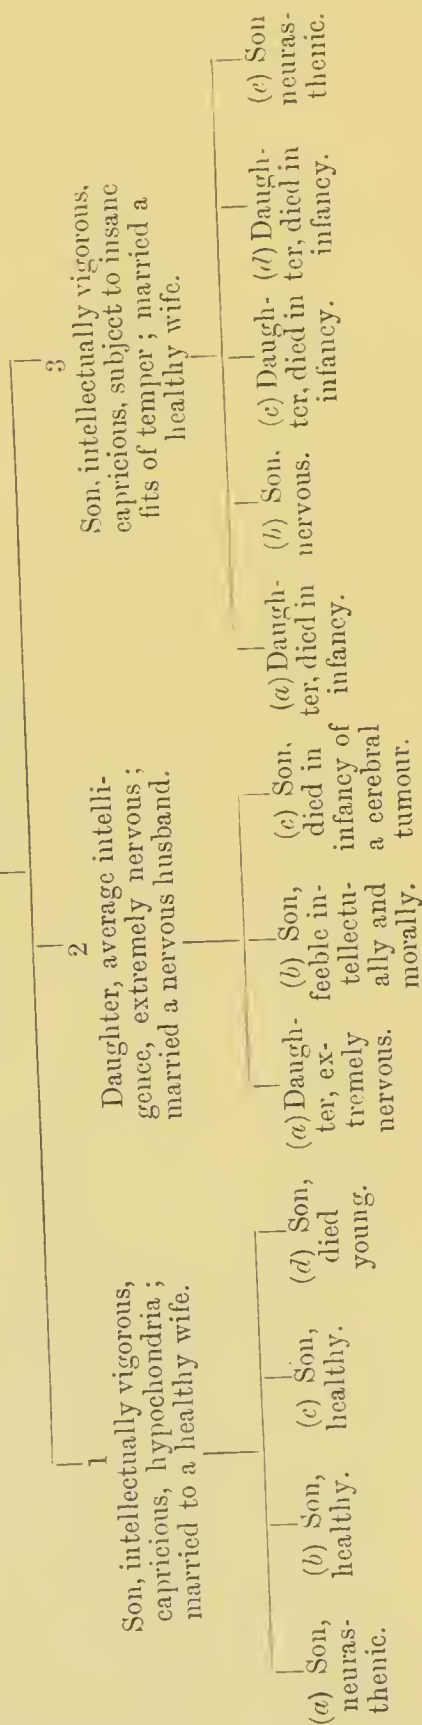 1
Son, intellectually vigorous,
capricious, hypochondria;
married to a healthy wife.
2
Daughter, average intelli-
gence, extremely nervous;
married a nervous husband.
3
Son, intellectually vigorous,
capricious, subject to insane
fits of temper; married a
healthy wife.
(a) Son,
neuras-
thenic.
(b) Son,
healthy.
(c) Son,
healthy.
(d) Son,
died
young.
(a) Daugh-
ter, ex-
tremely
nervous.
(b) Son,
feeble in-
tellectu-
ally and
morally.
(c) Son,
died in
infancy of
a cerebral
tumour.
(a) Daugh-
ter, died in
infancy.
(b) Son,
nervous.
(c) Daugh-
ter, died in
infancy.
(d) Daugh-
ter, died in
infancy.
(e) Son
neuras-
thenic.